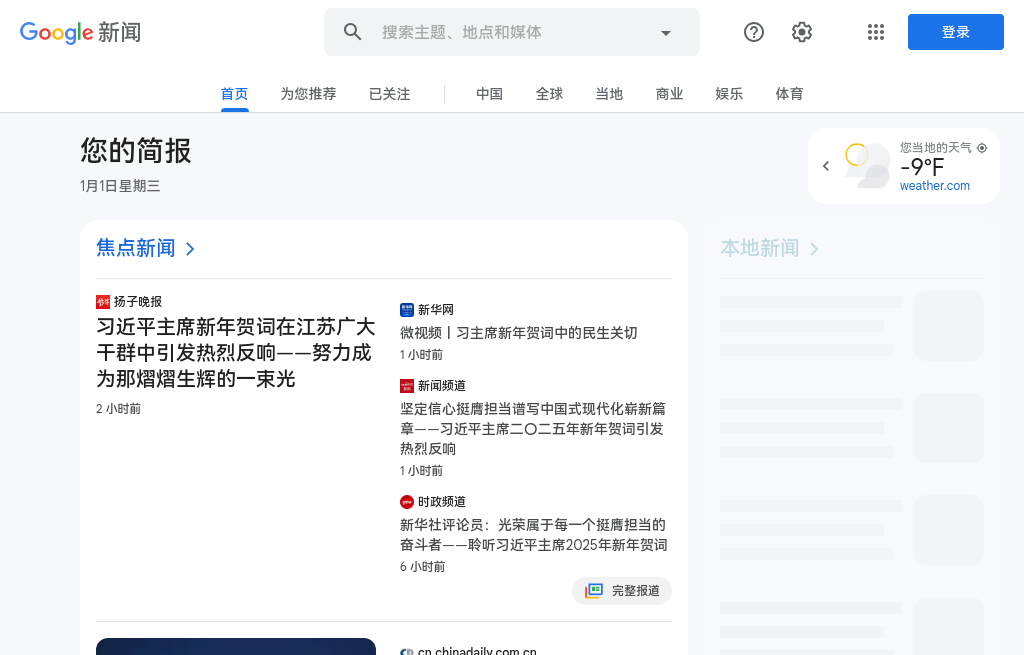 Google 新闻
搜索主题、地点和媒体
登录
首页
为您推荐
已关注
中国
全球
当地
商业
娱乐
体育
您的简报
1月1日星期三
您当地的天气
-9°F
weather.com
焦点新闻
扬子晚报
习近平主席新年贺词在江苏广大
干群中引发热烈反响——努力成
为那熠熠生辉的一束光
2 小时前
新华网
微视频丨习主席新年贺词中的民生关切
1 小时前
新闻频道
坚定信心挺膺担当谱写中国式现代化崭新篇
章——习近平主席二〇二五年新年贺词引发
热烈反响
1 小时前
时政频道
新华社评论员：光荣属于每一个挺膺担当的
奋斗者——聆听习近平主席2025年新年贺词
6 小时前
完整报道
cn.chinadaily.com.cn
本地新闻